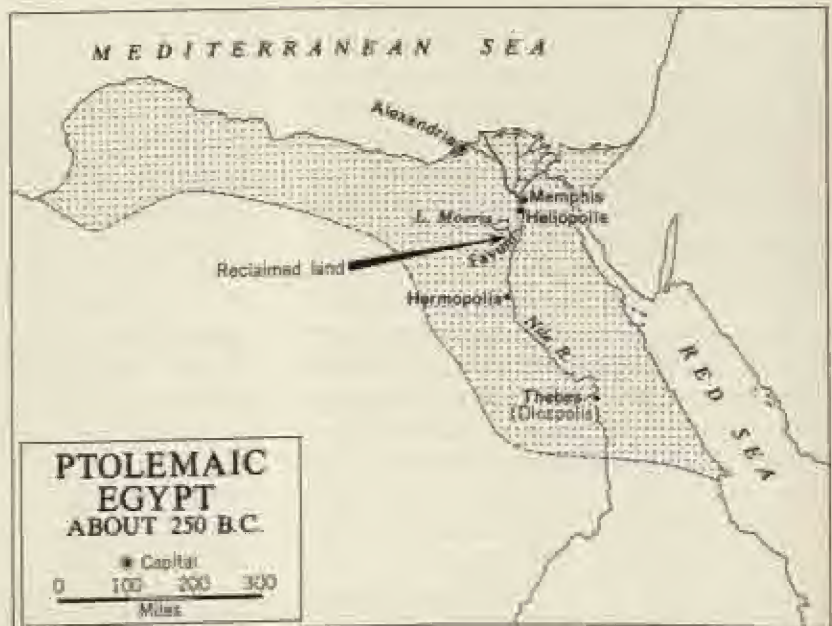 MEDITERRANEAN SEA
Alexandria
Memphis
Heliopolis
L. Moeris
Fayum
Reclaimed land
Hermopolis
Nile R.
Thebes
(Diospolis)
RED SEA
PTOLEMAIC
EGYPT
ABOUT 250 B.C.
Capital
0 100 200 300
Miles